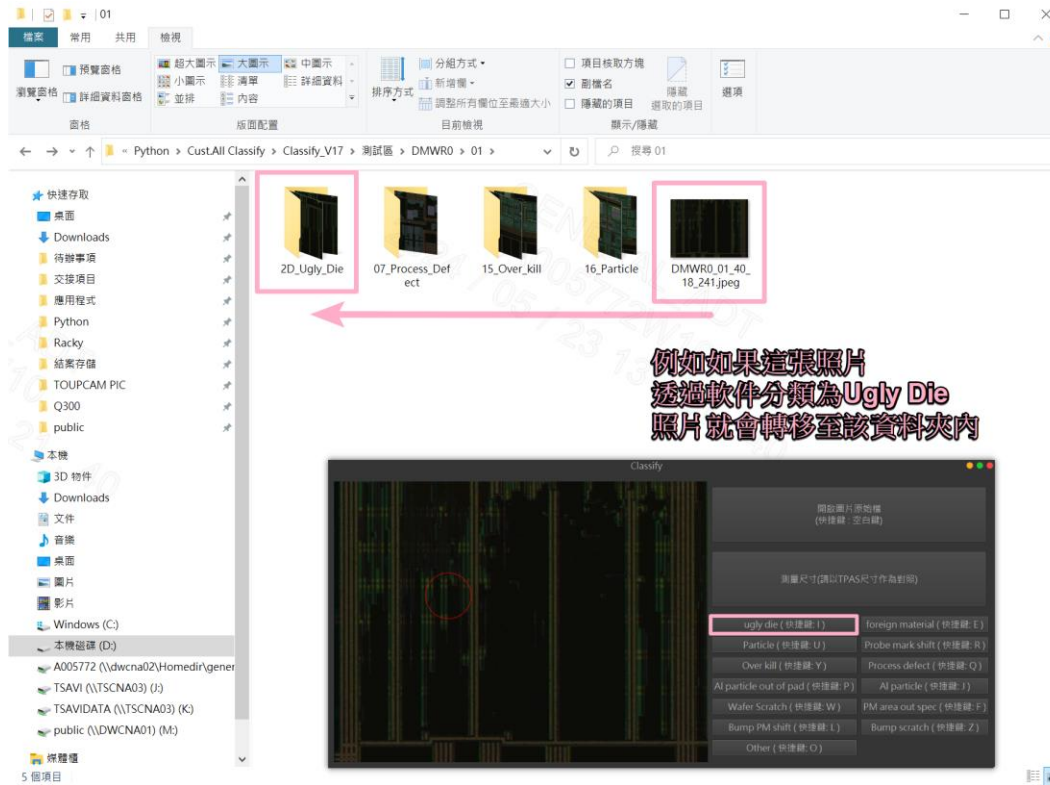 01
檔案 常用 共用 檢視
瀏覽窗格
預覽窗格
詳細資料窗格
窗格
超大圖示 大圖示 中圖示
小圖示 清單 詳細資料
並排 內容
版面配置
排序方式
分組方式
新增欄
調整所有欄位至最適大小
目前檢視
項目核取方塊
副檔名
隱藏的項目
隱藏
選取的項目
顯示/隱藏
選項
« Python > Cust.All Classify > Classify_V17 > 測試區 > DMWR0 > 01 >
搜尋 01
快速存取
桌面
Downloads
待辦事項
交接項目
應用程式
Python
Racky
結案存儲
TOUPCAM PIC
Q300
public
本機
3D 物件
Downloads
文件
音樂
桌面
圖片
影片
Windows (C:)
本機磁碟 (D:)
A005772 (\\dwcna02\Homedir\gener
TSAVI (\\TSCNA03) (J:)
TSAVIDATA (\\TSCNA03) (K:)
public (\\DWCNA01) (M:)
媒體櫃
5 個項目
2D_Ugly_Die
07_Process_Def
ect
15_Over_kill
16_Particle
DMWR0_01_40_
18_241.jpeg
例如如果這張照片
透過軟件分類為Ugly Die
照片就會轉移至該資料夾內
Classify
開啟圖片原始檔
(快捷鍵 : 空白鍵)
測量尺寸(請以TPAS尺寸作為對照)
ugly die ( 快捷鍵: I ) foreign material ( 快捷鍵: E )
Particle ( 快捷鍵: U ) Probe mark shift ( 快捷鍵: R )
Over kill ( 快捷鍵: Y ) Process defect ( 快捷鍵: Q )
Al particle out of pad ( 快捷鍵: P ) Al particle ( 快捷鍵: J )
Wafer Scratch ( 快捷鍵: W ) PM area out spec ( 快捷鍵: F )
Bump PM shift ( 快捷鍵: L ) Bump scratch ( 快捷鍵: Z )
Other ( 快捷鍵: O )